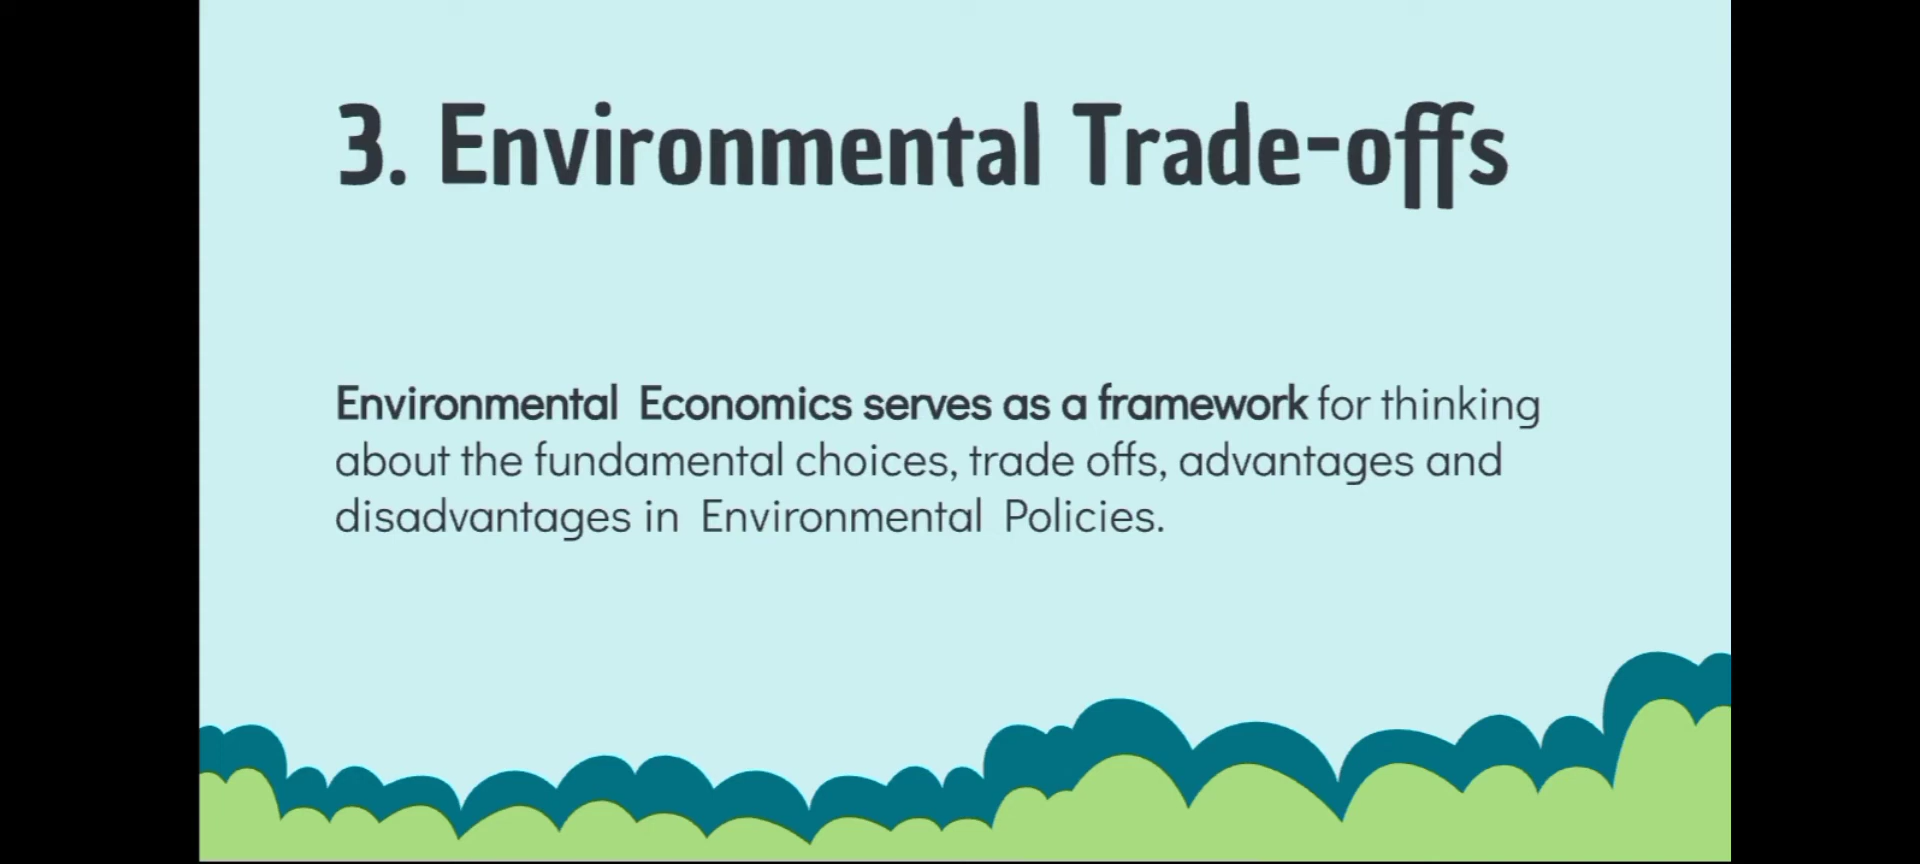 3. Environmental Trade-offs
Environmental Economics serves as a framework for thinking
about the fundamental choices, trade offs, advantages and
disadvantages in Environmental Policies.